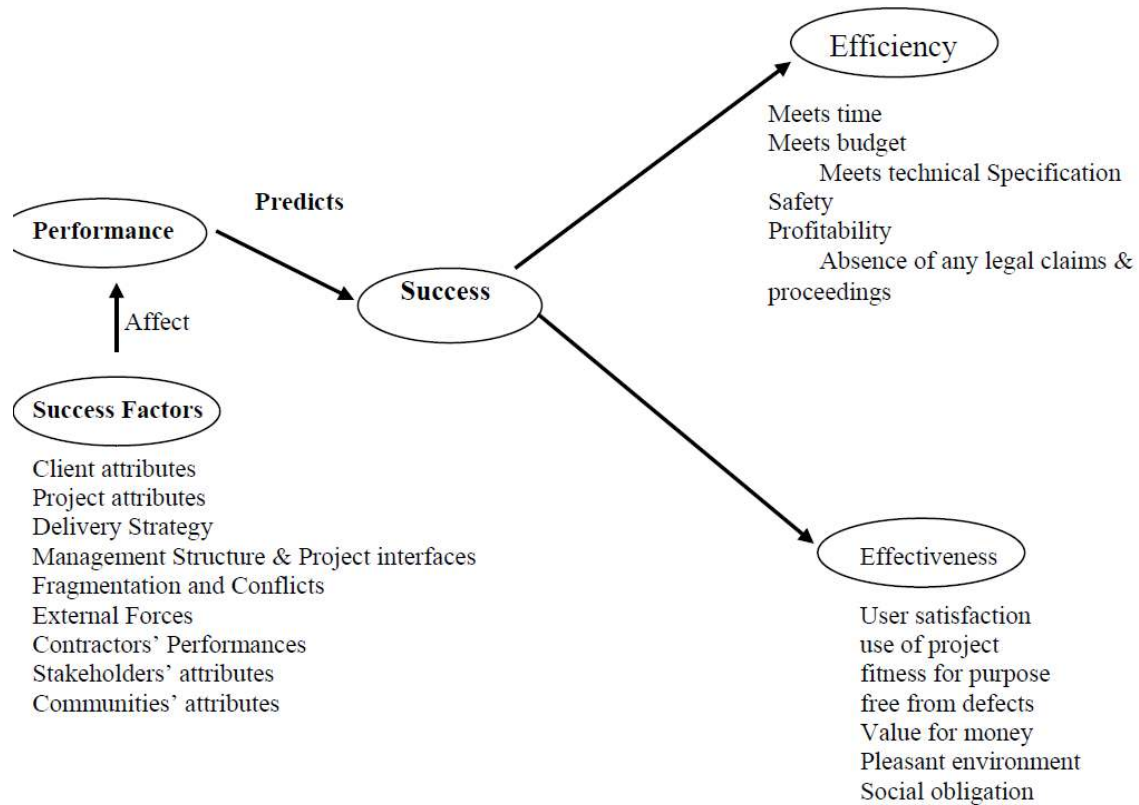 Efficiency
Meets time
Meets budget
Meets technical Specification
Safety
Profitability
Absence of any legal claims &
proceedings
Predicts
Performance
Success
Affect
Success Factors
Client attributes
Project attributes
Delivery Strategy
Management Structure & Project interfaces
Fragmentation and Conflicts
External Forces
Contractors’ Performances
Stakeholders’ attributes
Communities’ attributes
Effectiveness
User satisfaction
use of project
fitness for purpose
free from defects
Value for money
Pleasant environment
Social obligation